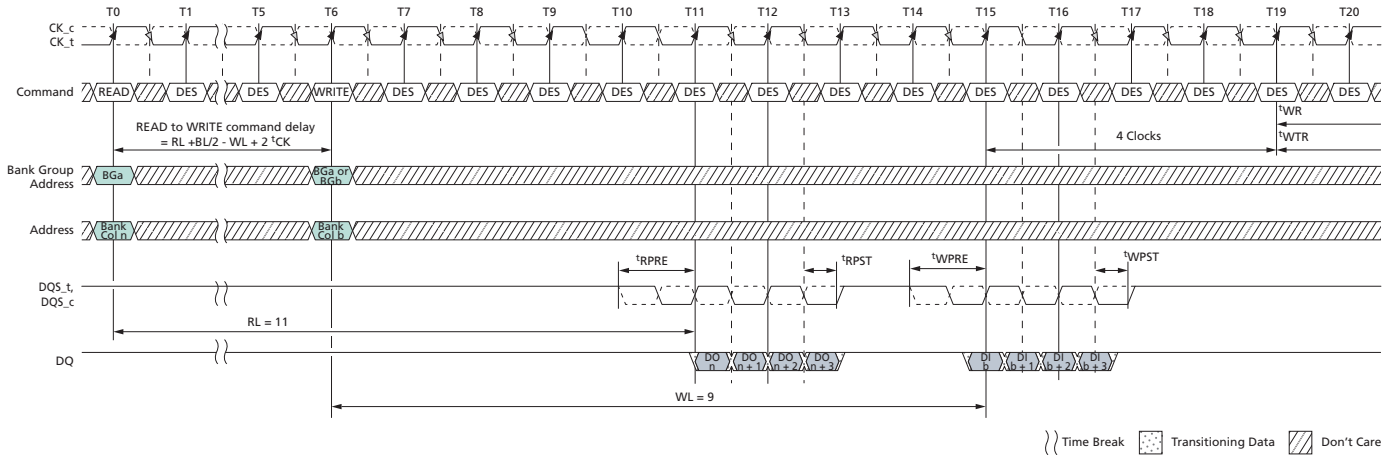 T0 T1 T5 T6 T7 T8 T9 T10 T11 T12 T13 T14 T15 T16 T17 T18 T19 T20
CK_c
CK_t
Command READ DES DES WRITE DES DES DES DES DES DES DES DES DES DES DES DES DES DES
tWR
READ to WRITE command delay
= RL +BL/2 - WL + 2 tCK
4 Clocks
tWTR
Bank Group
Address
BGa
BGa or
BGb
Address
Bank
Col n
Bank
Col b
tRPRE tRPST tWPRE tWPST
DQS_t,
DQS_c
RL = 11
DQ
DO
n
DO
n + 1
DO
n + 2
DO
n + 3
DI
b
DI
b + 1
DI
b + 2
DI
b + 3
WL = 9
Time Break Transitioning Data Don't Care